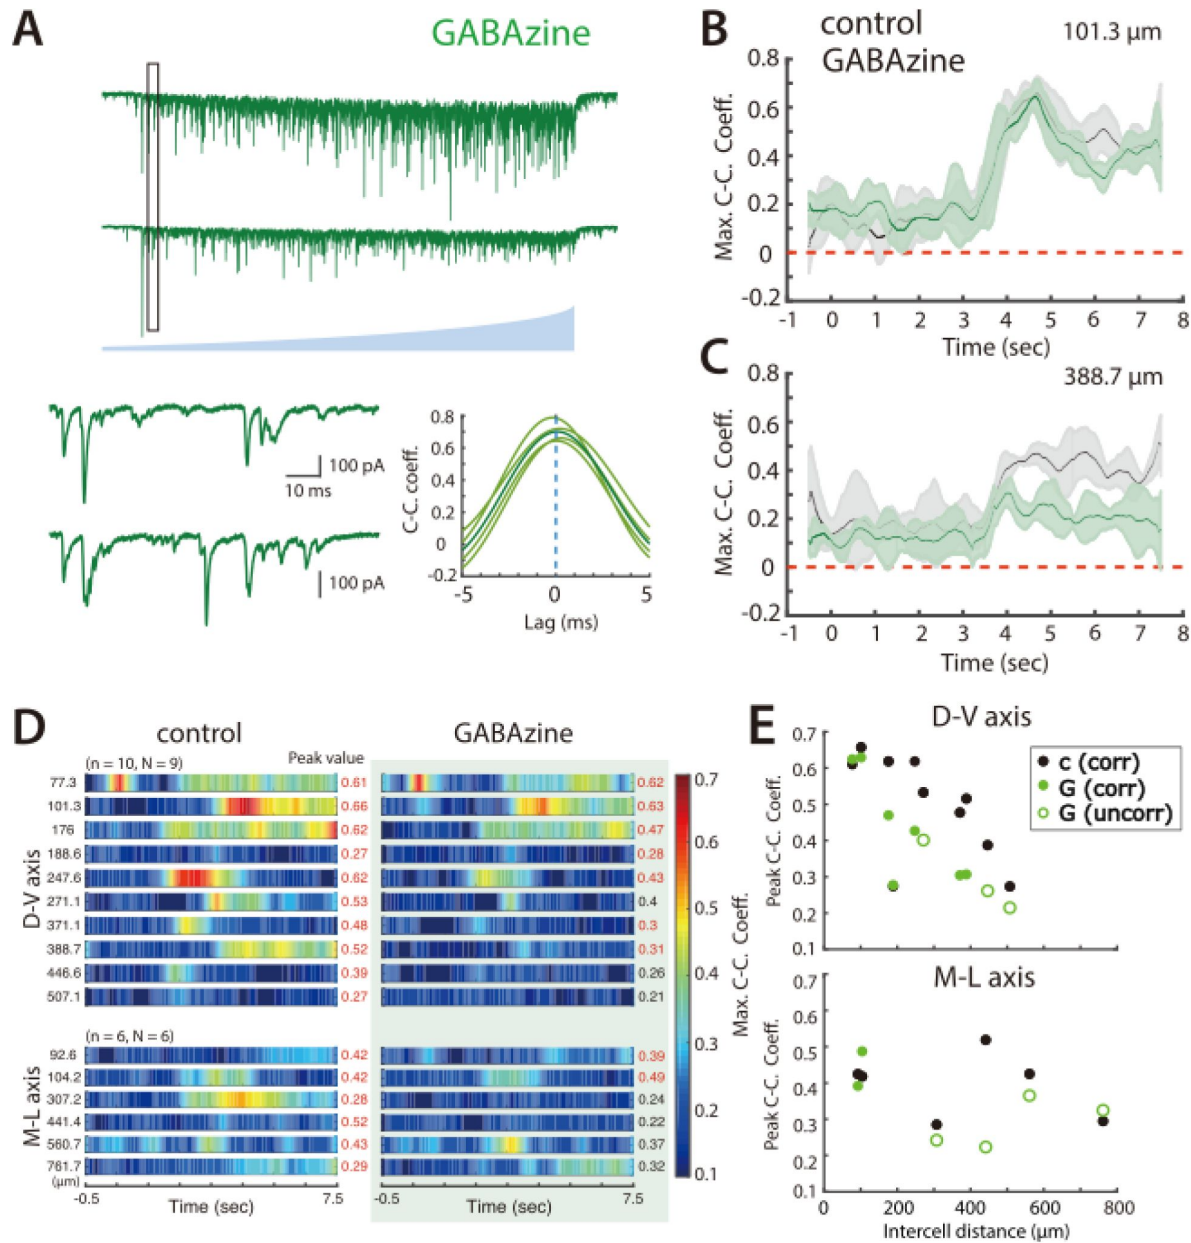 A
GABAzine
100 pA
10 ms
100 pA
C-C. coeff.
0.8
0.6
0.4
0.2
0
-0.2
-5
0
5
Lag (ms)
B
control
GABAzine
101.3 µm
Max. C-C. Coeff.
0.8
0.6
0.4
0.2
0
-0.2
-1 0 1 2 3 4 5 6 7 8
Time (sec)
C
388.7 µm
Max. C-C. Coeff.
0.8
0.6
0.4
0.2
0
-0.2
-1 0 1 2 3 4 5 6 7 8
Time (sec)
D
control
GABAzine
(n = 10, N = 9)
Peak value
D-V axis
77.3 0.61 0.62
101.3 0.66 0.63
176 0.62 0.47
188.6 0.27 0.28
247.6 0.62 0.43
271.1 0.53 0.4
371.1 0.48 0.3
388.7 0.52 0.31
446.6 0.39 0.26
507.1 0.27 0.21
(n = 6, N = 6)
M-L axis
92.6 0.42 0.39
104.2 0.42 0.49
307.2 0.28 0.24
441.4 0.52 0.22
560.7 0.43 0.37
761.7 0.29 0.32
(µm)
-0.5 7.5 -0.5 7.5
Time (sec) Time (sec)
0.7
0.6
0.5
0.4
0.3
0.2
0.1
Max. C-C. Coeff.
E
D-V axis
c (corr)
G (corr)
G (uncorr)
Peak C-C. Coeff.
0.7
0.6
0.5
0.4
0.3
0.2
0.1
M-L axis
Peak C-C. Coeff.
0.7
0.6
0.5
0.4
0.3
0.2
0.1
0 200 400 600 800
Intercell distance (µm)